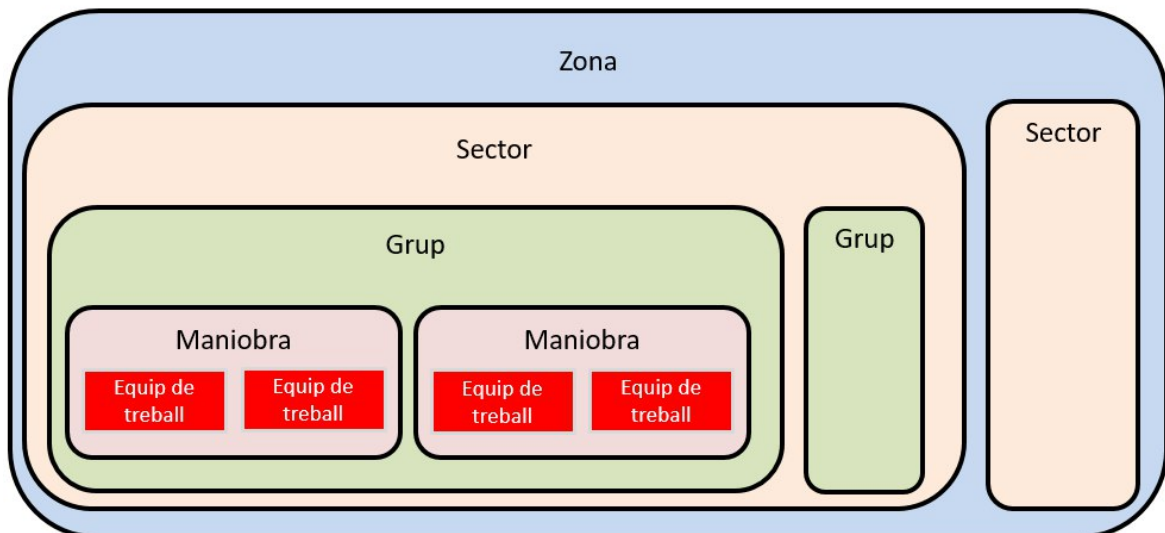 Zona
Sector
Sector
Grup
Grup
Maniobra
Maniobra
Equip de
treball
Equip de
treball
Equip de
treball
Equip de
treball